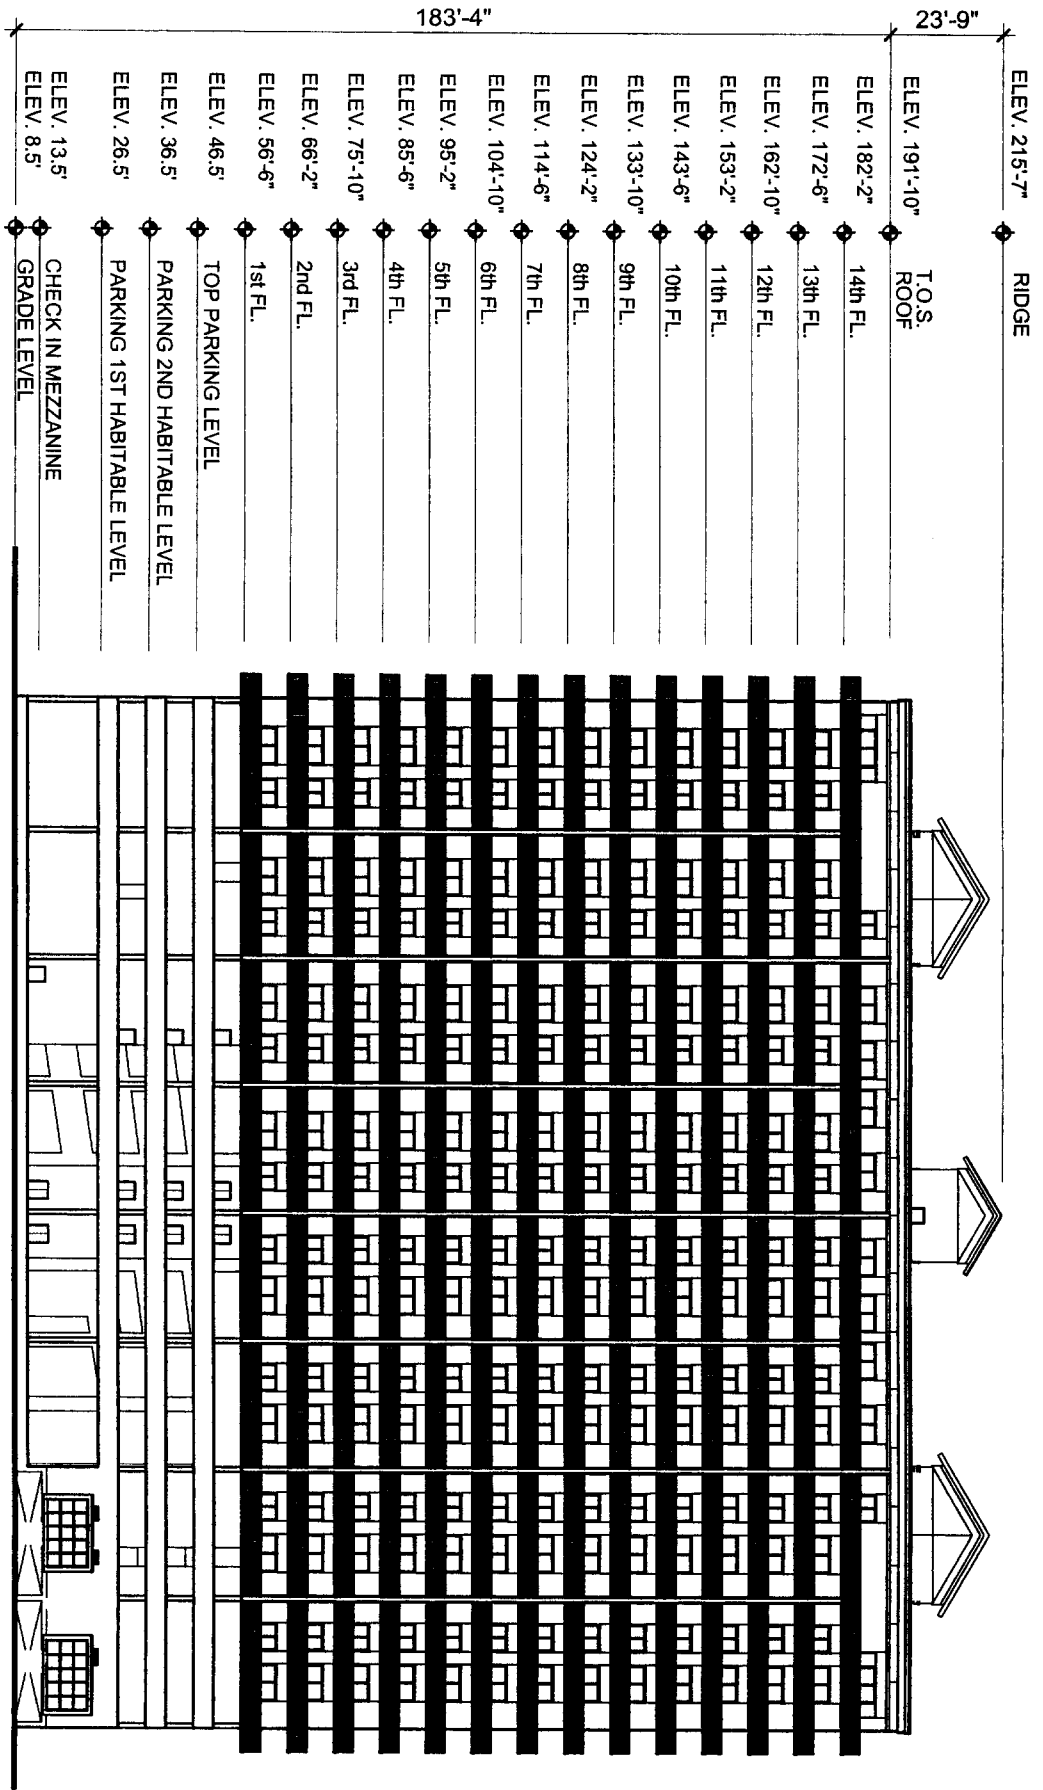 183'-4"
23'-9"
ELEV. 215'-7"
RIDGE
ELEV. 191'-10"
T.O.S.
ROOF
ELEV. 182'-2"
14th FL.
ELEV. 172'-6"
13th FL.
ELEV. 162'-10"
12th FL.
ELEV. 153'-2"
11th FL.
ELEV. 143'-6"
10th FL.
ELEV. 133'-10"
9th FL.
ELEV. 124'-2"
8th FL.
ELEV. 114'-6"
7th FL.
ELEV. 104'-10"
6th FL.
ELEV. 95'-2"
5th FL.
ELEV. 85'-6"
4th FL.
ELEV. 75'-10"
3rd FL.
ELEV. 66'-2"
2nd FL.
ELEV. 56'-6"
1st FL.
ELEV. 46.5'
TOP PARKING LEVEL
ELEV. 36.5'
PARKING 2ND HABITABLE LEVEL
ELEV. 26.5'
PARKING 1ST HABITABLE LEVEL
ELEV. 13.5'
CHECK IN MEZZANINE
ELEV. 8.5'
GRADE LEVEL